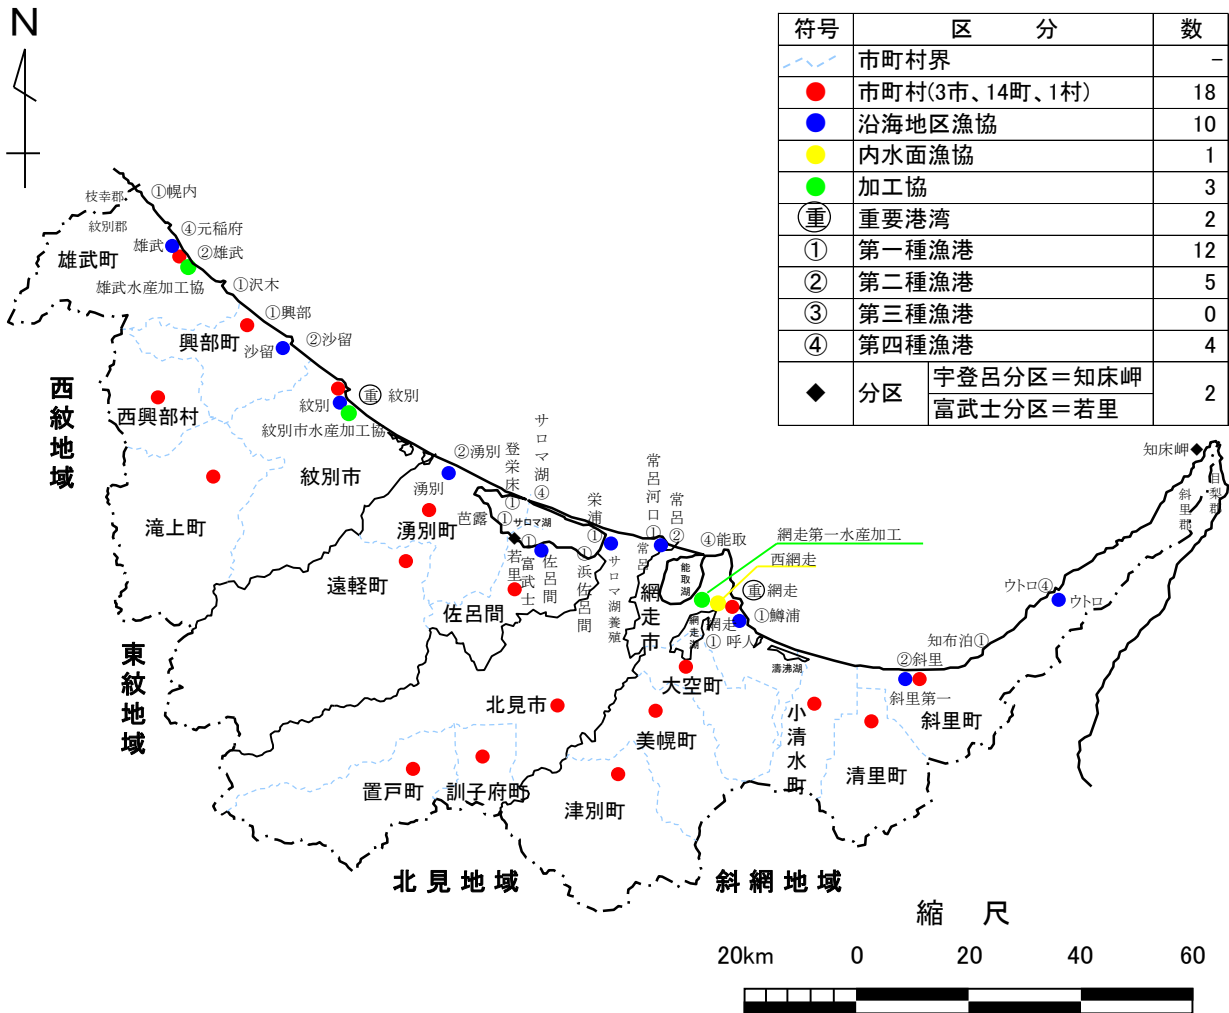 N
符号 区分 数
市町村界 −
市町村(3市、14町、1村) 18
沿海地区漁協 10
内水面漁協 1
加工協 3
重 重要港湾 2
① 第一種漁港 12
② 第二種漁港 5
③ 第三種漁港 0
④ 第四種漁港 4
分区 宇登呂分区＝知床岬 2
富武士分区＝若里
枝幸郡
紋別郡
①幌内
④元稲府
雄武
②雄武
雄武町
雄武水産加工協
①沢木
①興部
興部町
沙留
②沙留
西紋地域
西興部村
重 紋別
紋別
紋別市水産加工協
紋別市
滝上町
②湧別
湧別
湧別町
芭露①
登栄床①
サロマ湖④
サロマ湖
栄浦①
常呂河口①
常呂②
常呂
④能取
網走第一水産加工
西網走
能取湖
重 網走
網走
①鱒浦
①呼人
網走湖
網走市
濤沸湖
若里
①富武士
佐呂間
①浜佐呂間
サロマ湖養殖
遠軽町
佐呂間町
東紋地域
北見市
大空町
美幌町
小清水町
清里町
斜里町
②斜里
斜里第一
知布泊①
ウトロ④
ウトロ
知床岬
斜里郡
目梨郡
置戸町
訓子府町
津別町
北見地域
斜網地域
縮尺
20km 0 20 40 60